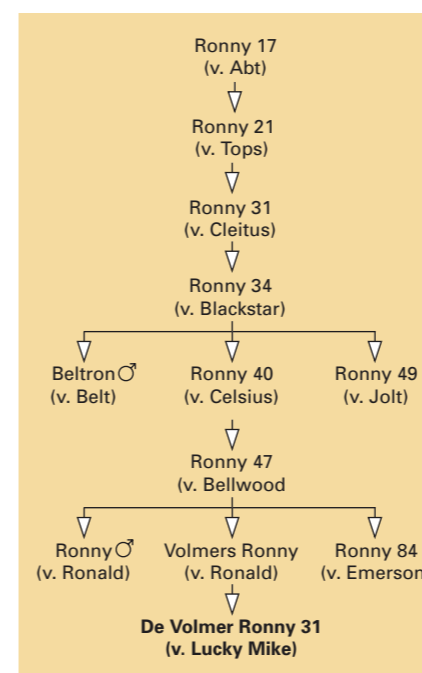 Ronny 17
(v. Abt)
Ronny 21
(v. Tops)
Ronny 31
(v. Cleitus)
Ronny 34
(v. Blackstar)
Beltron♂ Ronny 40 Ronny 49
(v. Belt) (v. Celsius) (v. Jolt)
Ronny 47
(v. Bellwood
Ronny♂ Volmers Ronny Ronny 84
(v. Ronald) (v. Ronald) (v. Emerson
De Volmer Ronny 31
(v. Lucky Mike)